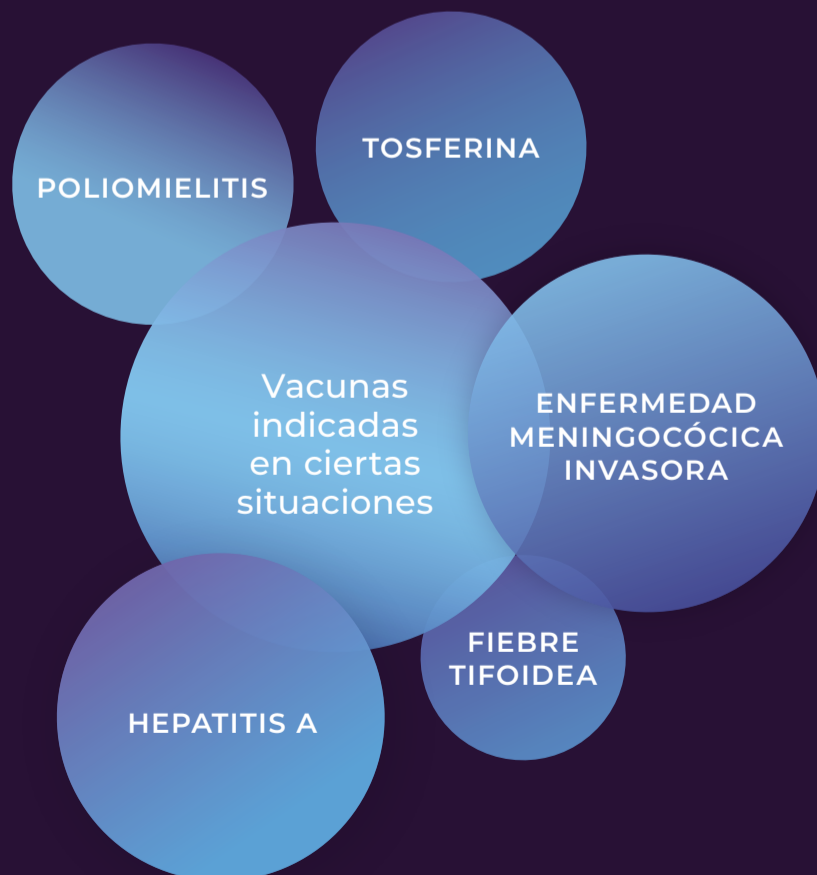 TOSFERINA
POLIOMIELITIS
Vacunas
indicadas
en ciertas
situaciones
ENFERMEDAD
MENINGOCÓCICA
INVASORA
FIEBRE
TIFOIDEA
HEPATITIS A